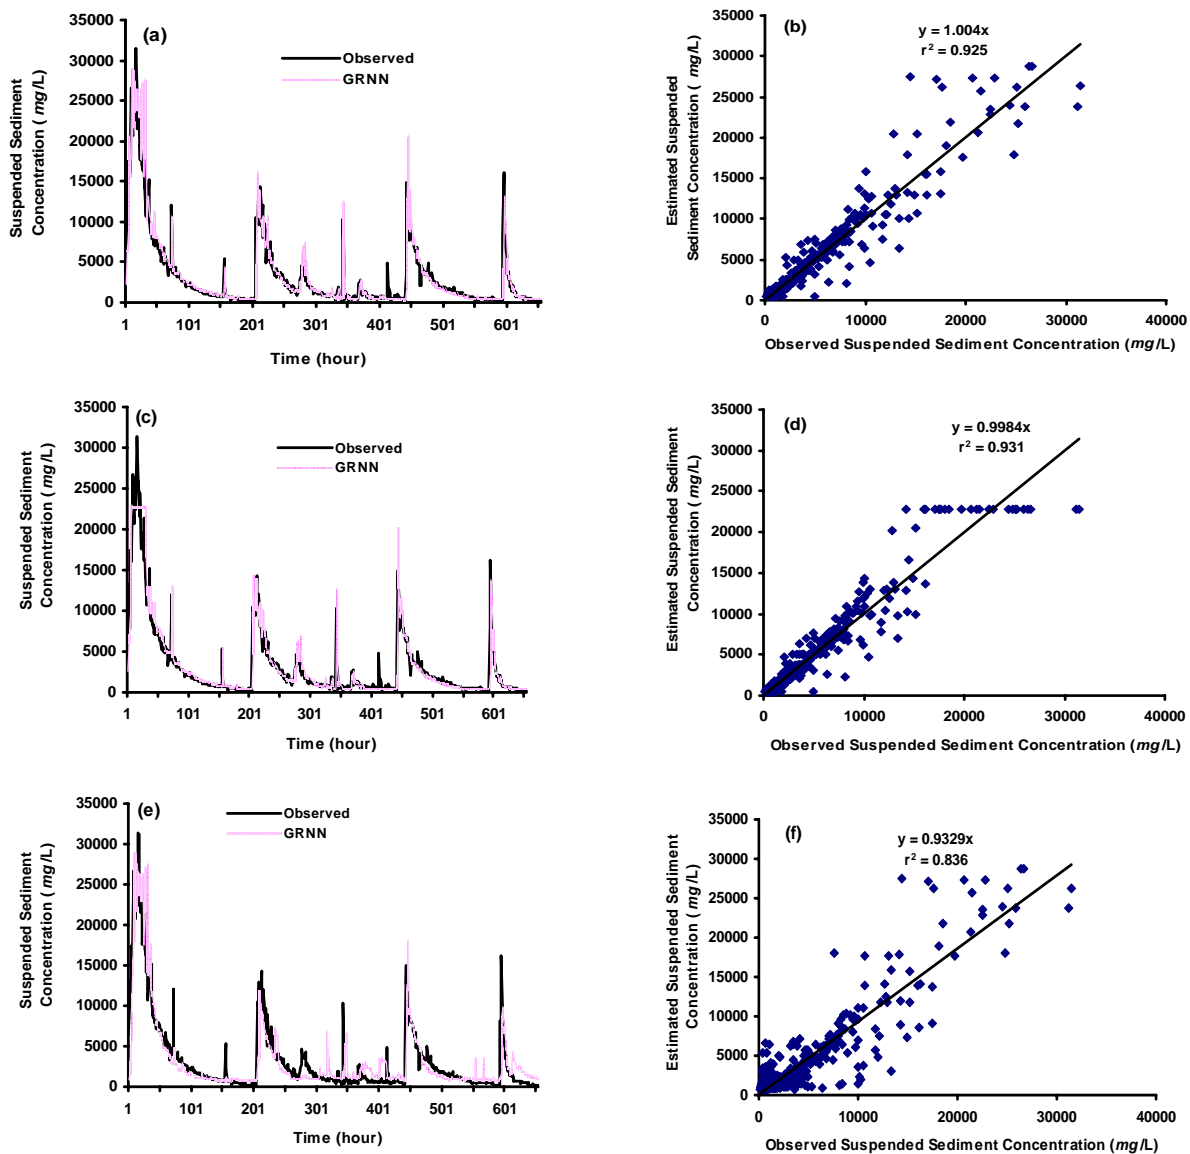 (a)
Observed
GRNN
Suspended Sediment
Concentration ( mg/L)
35000
30000
25000
20000
15000
10000
5000
0
1 101 201 301 401 501 601
Time (hour)
(b)
y = 1.004x
r² = 0.925
Estimated Suspended
Sediment Concentration ( mg/L)
35000
30000
25000
20000
15000
10000
5000
0
0 10000 20000 30000 40000
Observed Suspended Sediment Concentration (mg/L)
(c)
Observed
GRNN
Suspended Sediment
Concentration ( mg/L)
35000
30000
25000
20000
15000
10000
5000
0
1 101 201 301 401 501 601
Time (hour)
(d)
y = 0.9984x
r² = 0.931
Estimated Suspended Sediment
Concentration ( mg/L)
35000
30000
25000
20000
15000
10000
5000
0
0 10000 20000 30000 40000
Observed Suspended Sediment Concentration (mg/L)
(e)
Observed
GRNN
Suspended Sediment
Concentration ( mg/L)
35000
30000
25000
20000
15000
10000
5000
0
1 101 201 301 401 501 601
Time (hour)
(f)
y = 0.9329x
r² = 0.836
Estimated Suspended Sediment
Concentration ( mg/L)
35000
30000
25000
20000
15000
10000
5000
0
0 10000 20000 30000 40000
Observed Suspended Sediment Concentration (mg/L)